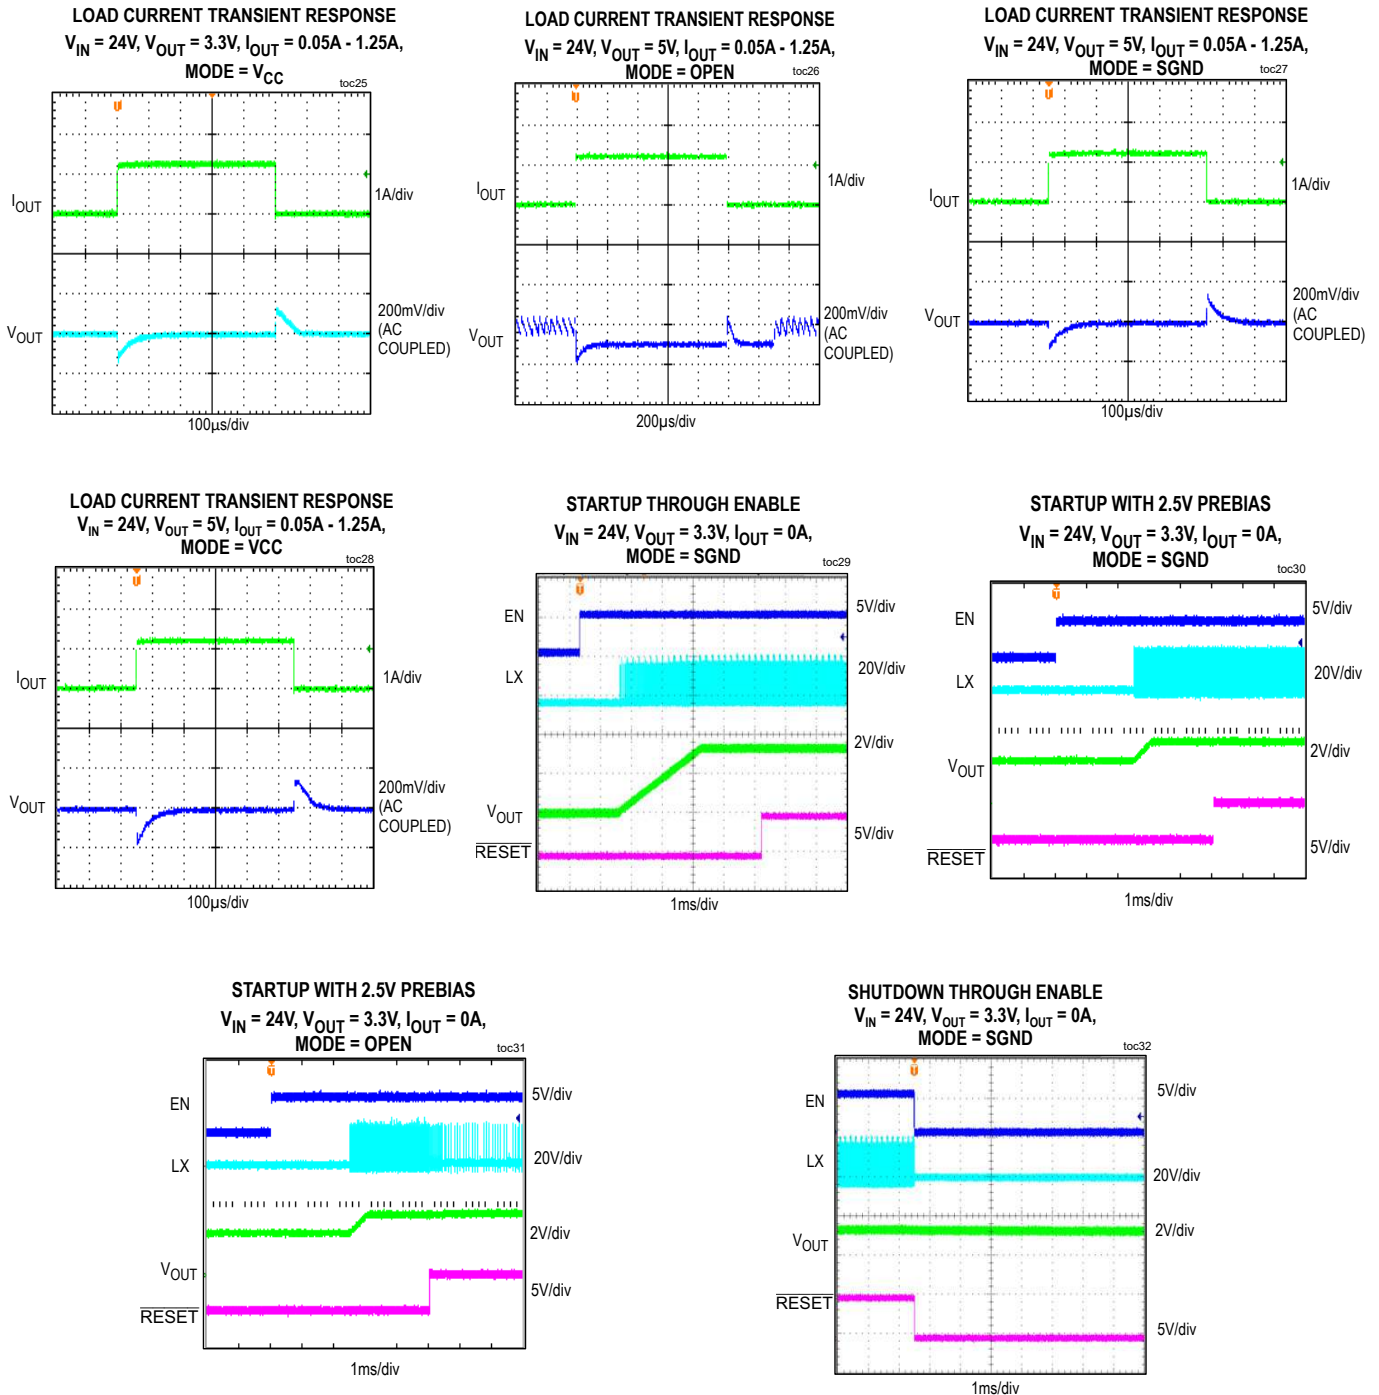 LOAD CURRENT TRANSIENT RESPONSE
VIN = 24V, VOUT = 3.3V, IOUT = 0.05A - 1.25A,
MODE = VCC
toc25
IOUT
1A/div
VOUT
200mV/div
(AC
COUPLED)
100µs/div
LOAD CURRENT TRANSIENT RESPONSE
VIN = 24V, VOUT = 5V, IOUT = 0.05A - 1.25A,
MODE = OPEN
toc26
IOUT
1A/div
VOUT
200mV/div
(AC
COUPLED)
200µs/div
LOAD CURRENT TRANSIENT RESPONSE
VIN = 24V, VOUT = 5V, IOUT = 0.05A - 1.25A,
MODE = SGND
toc27
IOUT
1A/div
VOUT
200mV/div
(AC
COUPLED)
100µs/div
LOAD CURRENT TRANSIENT RESPONSE
VIN = 24V, VOUT = 5V, IOUT = 0.05A - 1.25A,
MODE = VCC
toc28
IOUT
1A/div
VOUT
200mV/div
(AC
COUPLED)
100µs/div
STARTUP THROUGH ENABLE
VIN = 24V, VOUT = 3.3V, IOUT = 0A,
MODE = SGND
toc29
T
EN
5V/div
LX
20V/div
2V/div
VOUT
5V/div
RESET
1ms/div
STARTUP WITH 2.5V PREBIAS
VIN = 24V, VOUT = 3.3V, IOUT = 0A,
MODE = SGND
toc30
T
EN
5V/div
LX
20V/div
VOUT
2V/div
RESET
5V/div
1ms/div
STARTUP WITH 2.5V PREBIAS
VIN = 24V, VOUT = 3.3V, IOUT = 0A,
MODE = OPEN
toc31
T
EN
5V/div
LX
20V/div
2V/div
VOUT
5V/div
RESET
1ms/div
SHUTDOWN THROUGH ENABLE
VIN = 24V, VOUT = 3.3V, IOUT = 0A,
MODE = SGND
toc32
T
EN
5V/div
LX
20V/div
2V/div
VOUT
RESET
5V/div
1ms/div